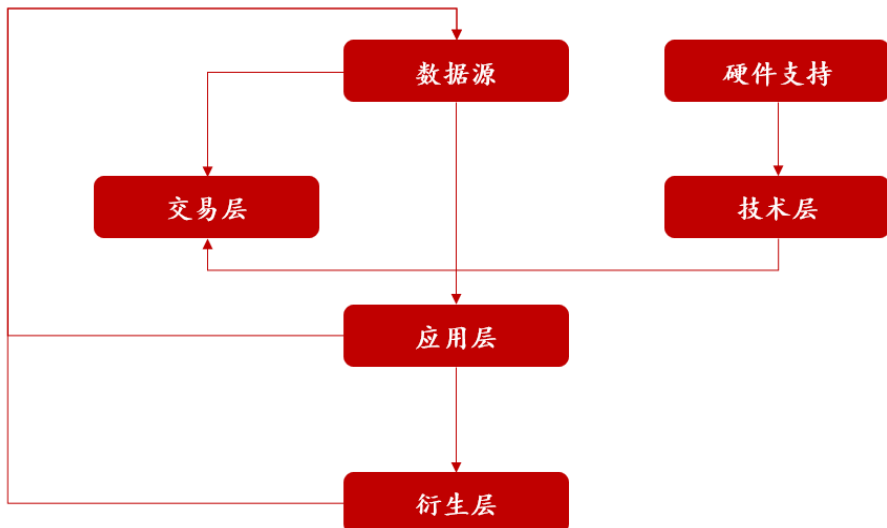 数据源
硬件支持
交易层
技术层
应用层
衍生层